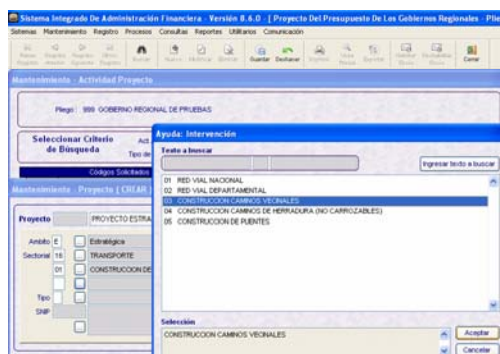 Sistema Integrado De Administración Financiera - Versión 8.6.0 - [ Proyecto Del Presupuesto De Los Gobiernos Regionales - Plie
Sistemas Mantenimiento Registro Procesos Consultas Reportes Utilitarios Comunicación
Buscar Nuevo Modificar Eliminar Guardar Deshacer Cerrar
Mantenimiento - Actividad Proyecto
Pliego : 999 GOBIERNO REGIONAL DE PRUEBAS
Seleccionar Criterio
de Búsqueda
Tipo de
Códigos Solicitados
Mantenimiento - Proyecto [ CREAR ]
Proyecto PROYECTO ESTRA
Ambito E Estratégica
Sectorial 16 TRANSPORTE
01 CONSTRUCCION DE
Tipo
SNIP
Ayuda: Intervención
Texto a buscar
Ingresar texto a buscar
01 RED VIAL NACIONAL
02 RED VIAL DEPARTAMENTAL
03 CONSTRUCCION CAMINOS VECINALES
04 CONSTRUCCION CAMINOS DE HERRADURA (NO CARROZABLES)
05 CONSTRUCCION DE PUENTES
Selección
CONSTRUCCION CAMINOS VECINALES
Aceptar
Cancelar